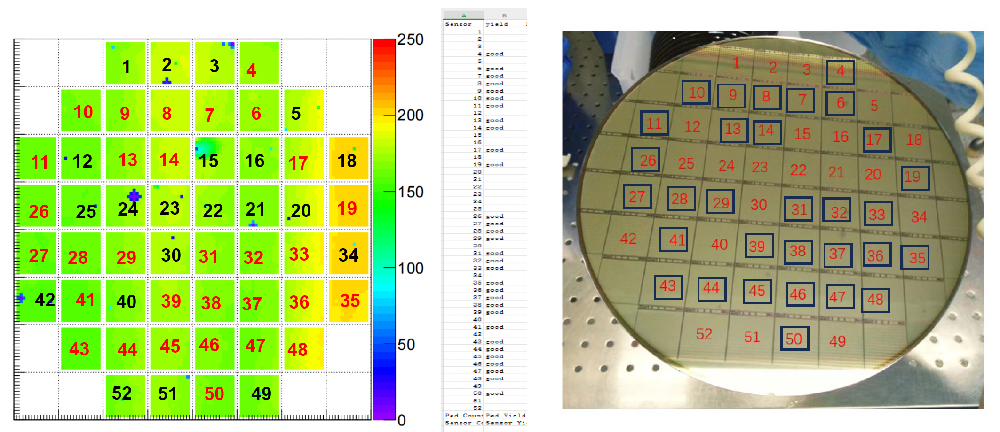 1 2 3 4
10 9 8 7 6 5
11 12 13 14 15 16 17 18
26 25 24 23 22 21 20 19
27 28 29 30 31 32 33 34
42 41 40 39 38 37 36 35
43 44 45 46 47 48
52 51 50 49
250
200
150
100
50
0
A B
Sensor yield
1
2
3
4 good
5
6 good
7 good
8 good
9 good
10 good
11 good
12
13 good
14 good
15
16
17 good
18
19 good
20
21
22
23
24
25
26 good
27 good
28 good
29 good
30
31 good
32 good
33 good
34
35 good
36 good
37 good
38 good
39 good
40
41 good
42
43 good
44 good
45 good
46 good
47 good
48 good
49
50 good
51
52
Pad Coun Pad Yield
Sensor Co Sensor Yi
1 2 3 4
10 9 8 7 6 5
11 12 13 14 15 16 17 18
26 25 24 23 22 21 20 19
27 28 29 30 31 32 33 34
42 41 40 39 38 37 36 35
43 44 45 46 47 48
52 51 50 49